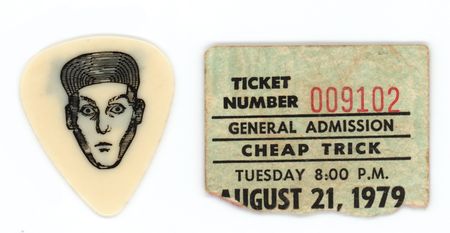 TICKET
NUMBER 009102
GENERAL ADMISSION
CHEAP TRICK
TUESDAY 8:00 P.M.
AUGUST 21, 1979